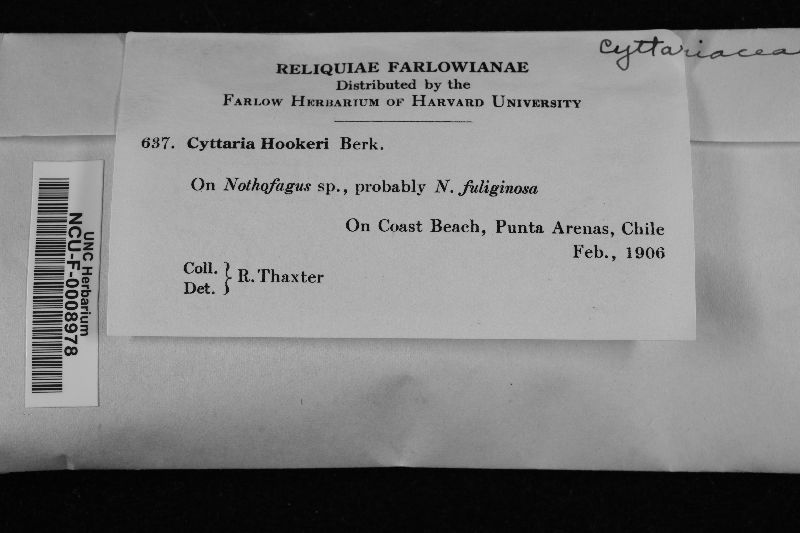 Cyttariacea
RELIQUIAE FARLOWIANAE
Distributed by the
FARLOW HERBARIUM OF HARVARD UNIVERSITY
637. Cyttaria Hookeri Berk.
On Nothofagus sp., probably N. fuliginosa
On Coast Beach, Punta Arenas, Chile
Feb., 1906
Coll. } R. Thaxter
Det.
UNC Herbarium
NCU-F-0008978